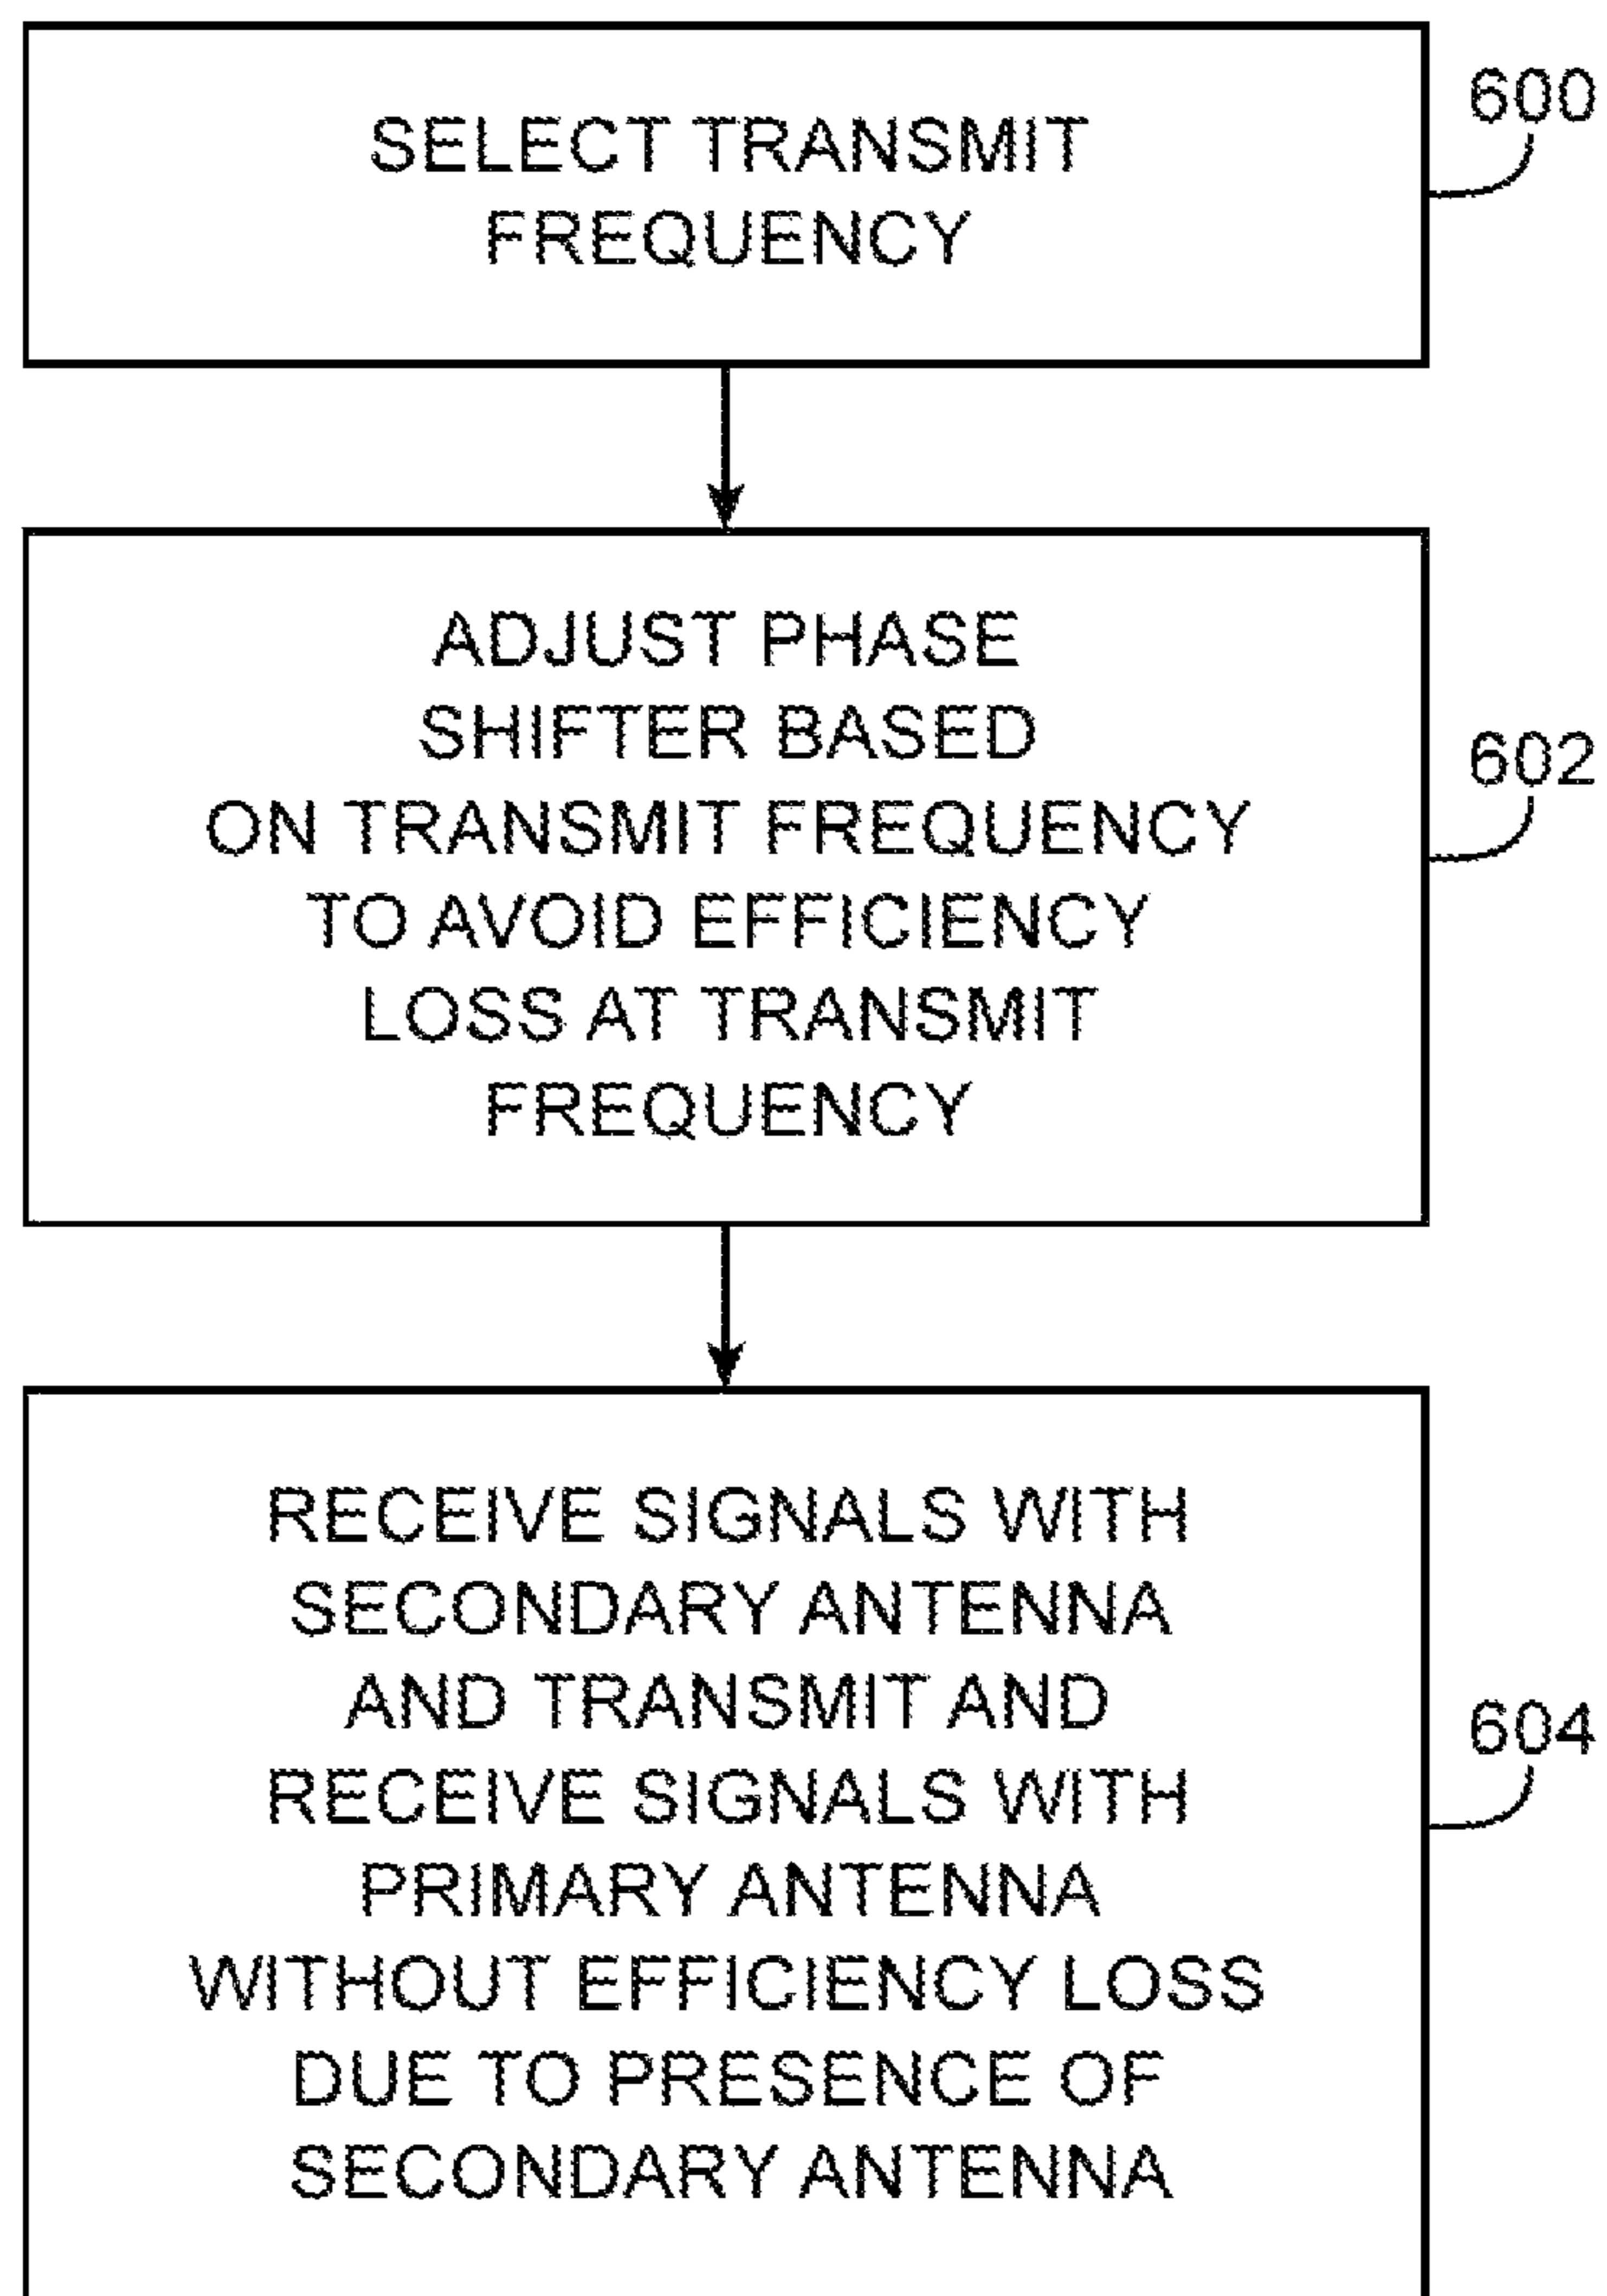 SELECT TRANSMIT
FREQUENCY
600
ADJUST PHASE
SHIFTER BASED
ON TRANSMIT FREQUENCY
TO AVOID EFFICIENCY
LOSS AT TRANSMIT
FREQUENCY
602
RECEIVE SIGNALS WITH
SECONDARY ANTENNA
AND TRANSMIT AND
RECEIVE SIGNALS WITH
PRIMARY ANTENNA
WITHOUT EFFICIENCY LOSS
DUE TO PRESENCE OF
SECONDARY ANTENNA
604